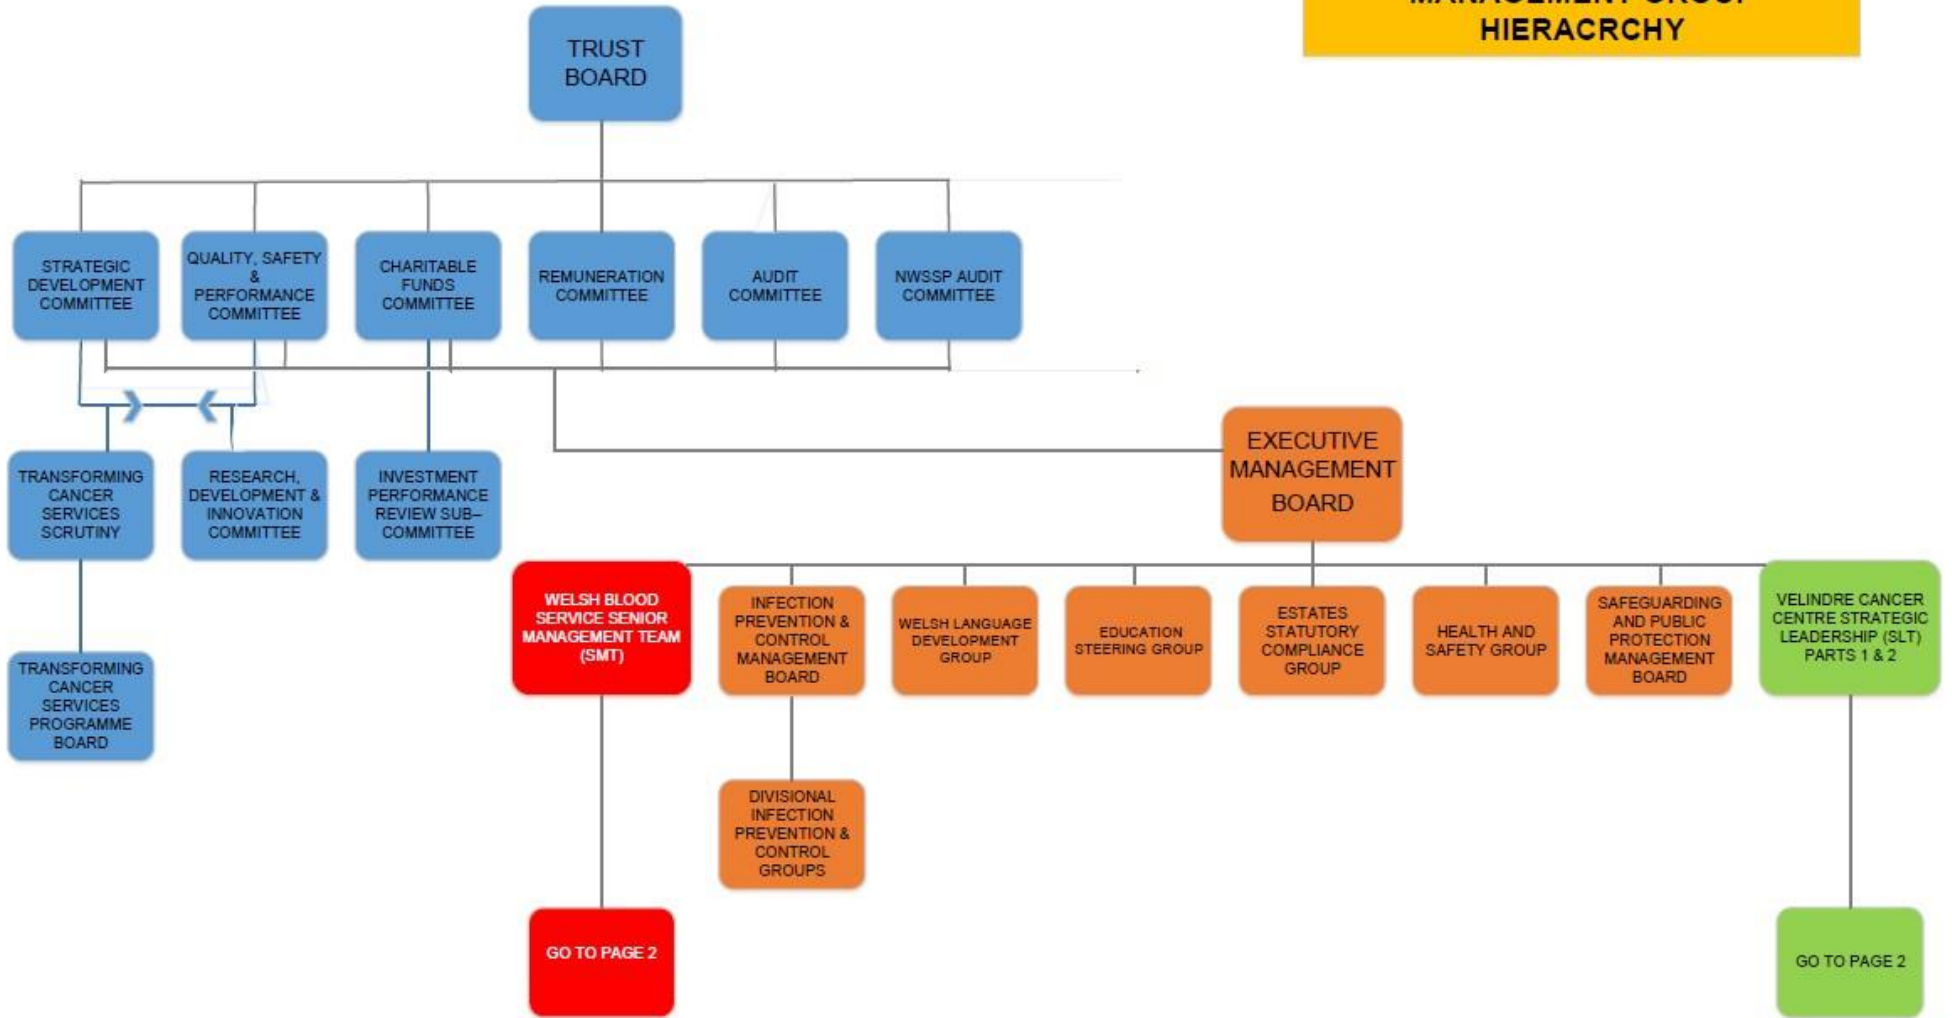 HIERACRCHY
TRUST
BOARD
STRATEGIC
DEVELOPMENT
COMMITTEE
QUALITY, SAFETY
&
PERFORMANCE
COMMITTEE
CHARITABLE
FUNDS
COMMITTEE
REMUNERATION
COMMITTEE
AUDIT
COMMITTEE
NWSSP AUDIT
COMMITTEE
EXECUTIVE
MANAGEMENT
BOARD
TRANSFORMING
CANCER
SERVICES
SCRUTINY
RESEARCH,
DEVELOPMENT &
INNOVATION
COMMITTEE
INVESTMENT
PERFORMANCE
REVIEW SUB–
COMMITTEE
WELSH BLOOD
SERVICE SENIOR
MANAGEMENT TEAM
(SMT)
INFECTION
PREVENTION &
CONTROL
MANAGEMENT
BOARD
WELSH LANGUAGE
DEVELOPMENT
GROUP
EDUCATION
STEERING GROUP
ESTATES
STATUTORY
COMPLIANCE
GROUP
HEALTH AND
SAFETY GROUP
SAFEGUARDING
AND PUBLIC
PROTECTION
MANAGEMENT
BOARD
VELINDRE CANCER
CENTRE STRATEGIC
LEADERSHIP (SLT)
PARTS 1 & 2
TRANSFORMING
CANCER
SERVICES
PROGRAMME
BOARD
DIVISIONAL
INFECTION
PREVENTION &
CONTROL
GROUPS
GO TO PAGE 2
GO TO PAGE 2